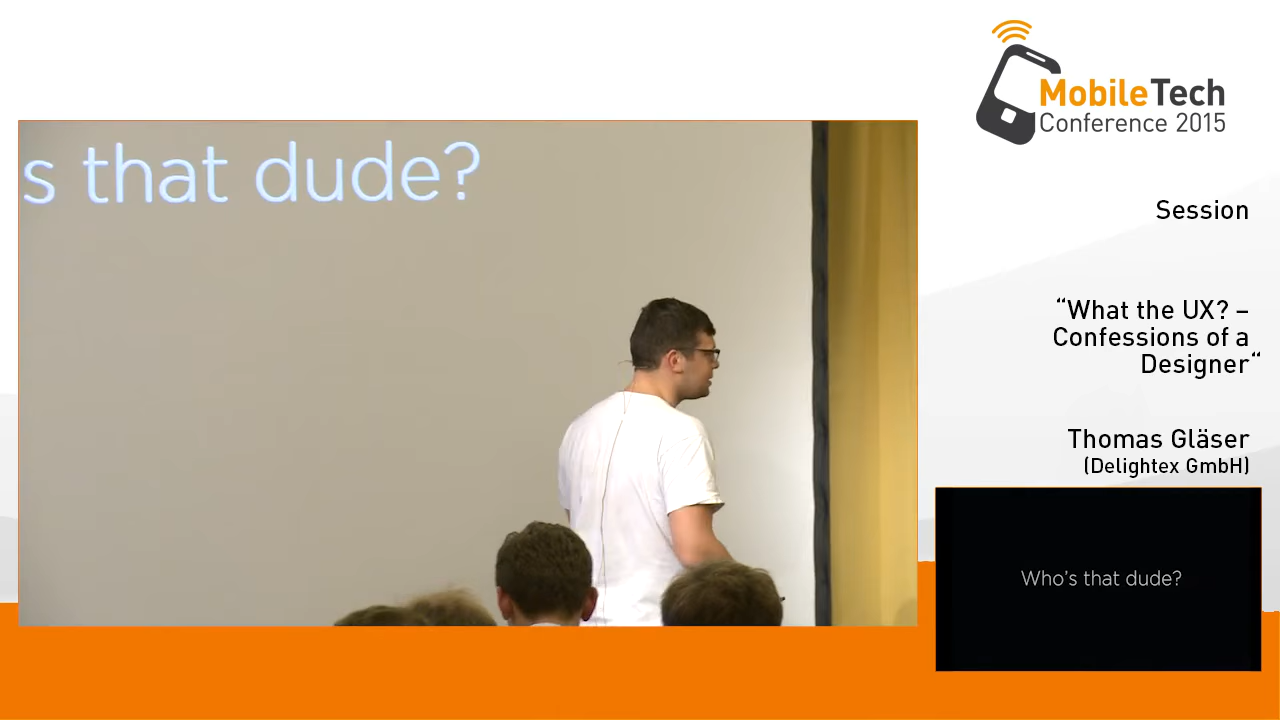 s that dude?
MobileTech
Conference 2015
Session
“What the UX? –
Confessions of a
Designer“
Thomas Gläser
(Delightex GmbH)
Who's that dude?